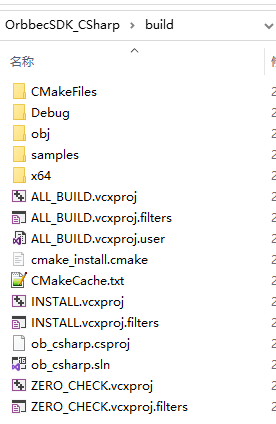 OrbbecSDK_CSharp › build
名称
CMakeFiles
Debug
obj
samples
x64
ALL_BUILD.vcxproj
ALL_BUILD.vcxproj.filters
ALL_BUILD.vcxproj.user
cmake_install.cmake
CMakeCache.txt
INSTALL.vcxproj
INSTALL.vcxproj.filters
ob_csharp.csproj
ob_csharp.sln
ZERO_CHECK.vcxproj
ZERO_CHECK.vcxproj.filters